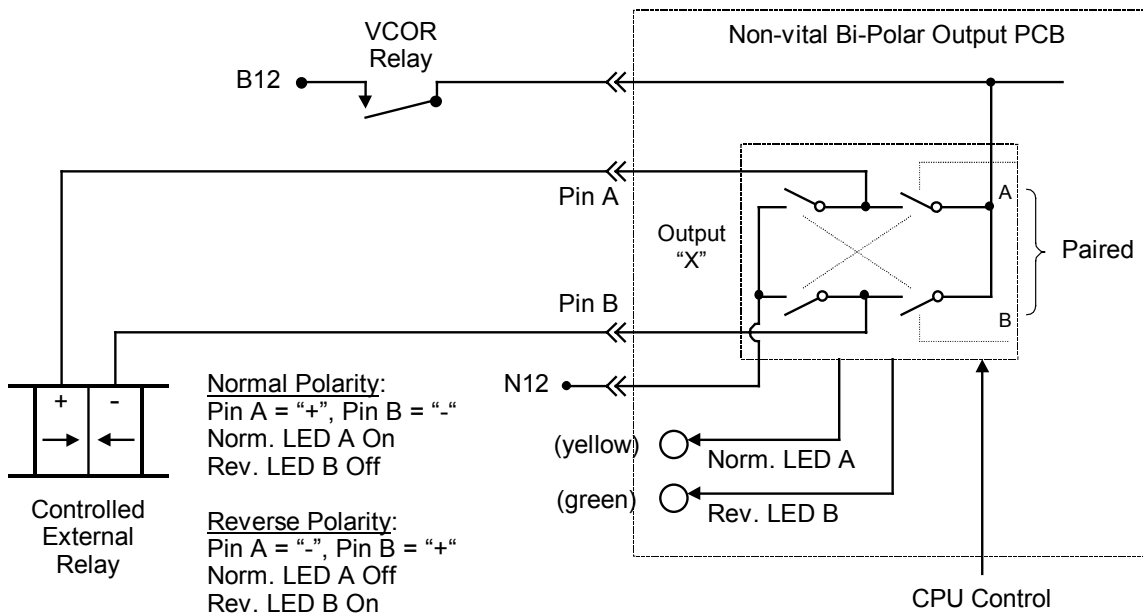 VCOR
Relay
B12
Non-vital Bi-Polar Output PCB
Pin A
A
Output
“X”
Paired
Pin B
B
N12
+ -
Normal Polarity:
Pin A = “+”, Pin B = “-“
Norm. LED A On
Rev. LED B Off
(yellow)
Norm. LED A
(green)
Rev. LED B
Controlled
External
Relay
Reverse Polarity:
Pin A = “-”, Pin B = “+“
Norm. LED A Off
Rev. LED B On
CPU Control